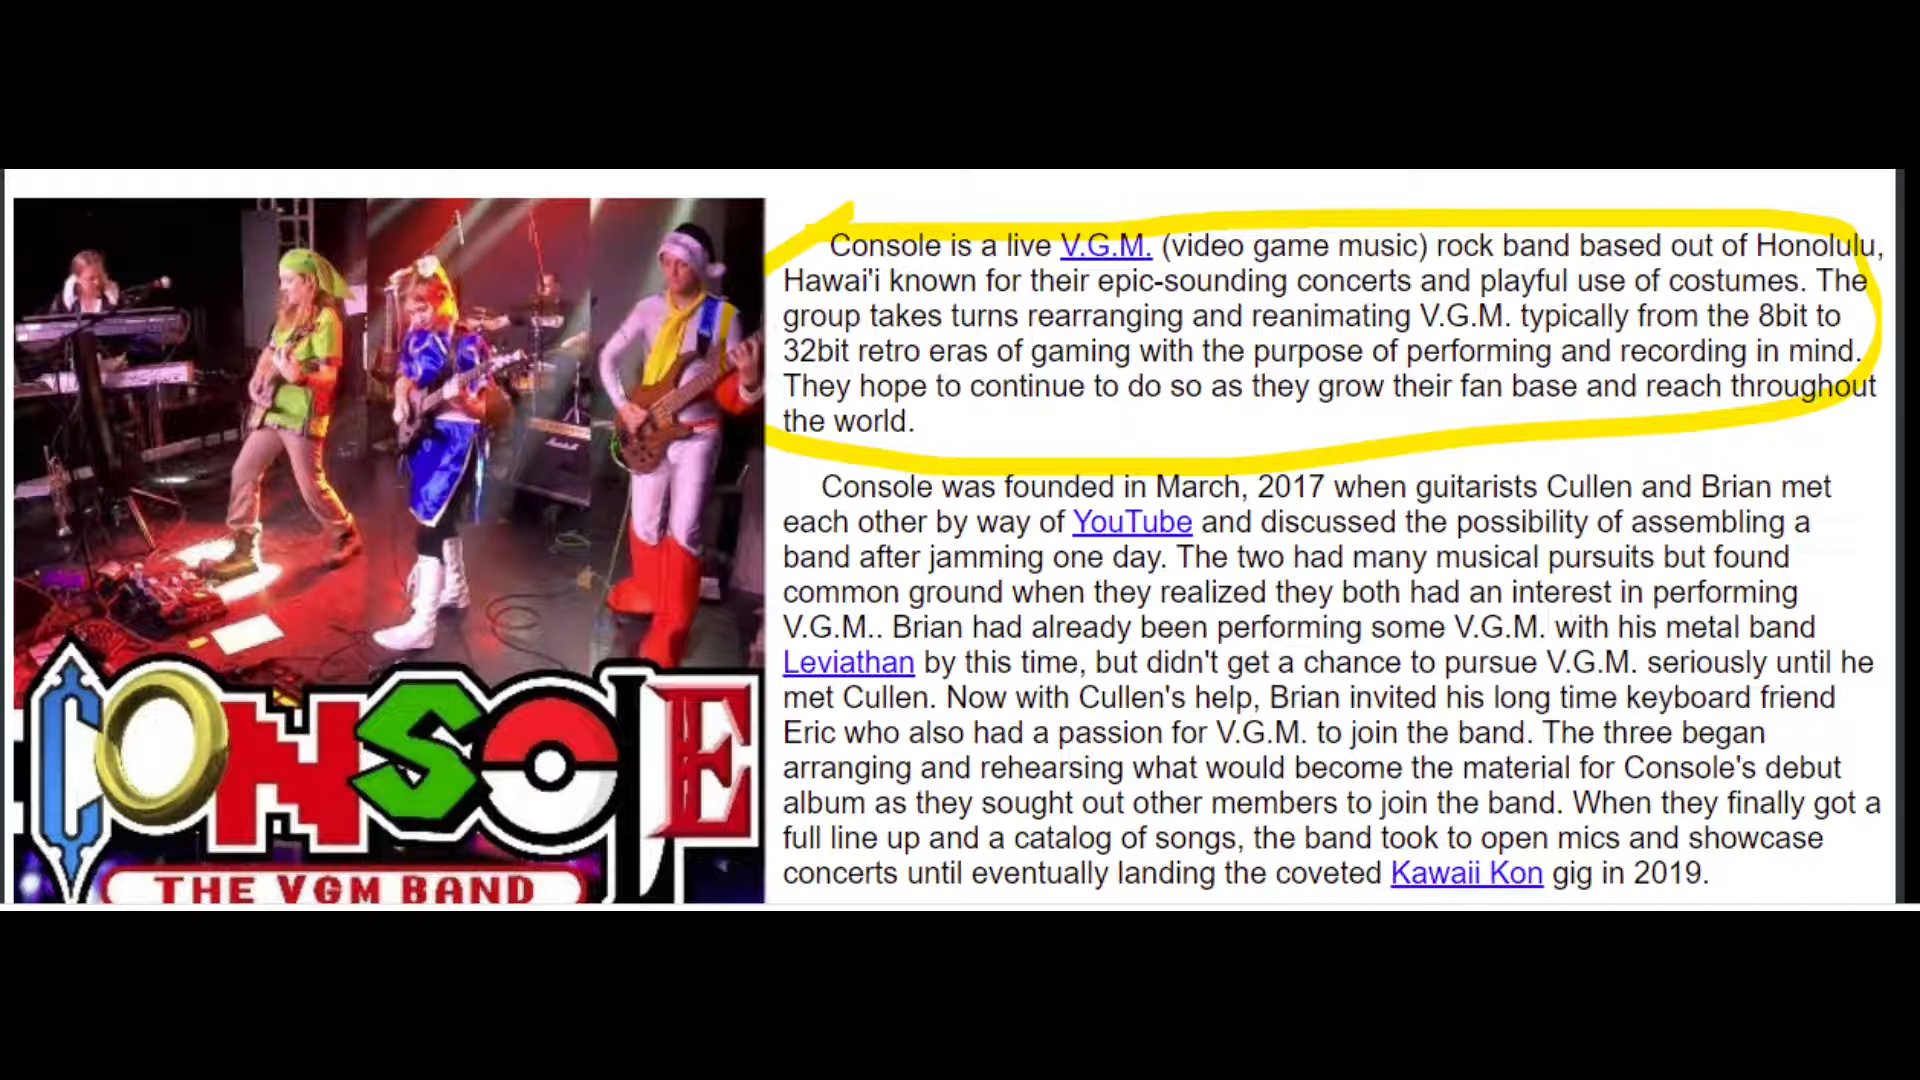 Console is a live V.G.M. (video game music) rock band based out of Honolulu,
Hawai'i known for their epic-sounding concerts and playful use of costumes. The
group takes turns rearranging and reanimating V.G.M. typically from the 8bit to
32bit retro eras of gaming with the purpose of performing and recording in mind.
They hope to continue to do so as they grow their fan base and reach throughout
the world.
Console was founded in March, 2017 when guitarists Cullen and Brian met
each other by way of YouTube and discussed the possibility of assembling a
band after jamming one day. The two had many musical pursuits but found
common ground when they realized they both had an interest in performing
V.G.M.. Brian had already been performing some V.G.M. with his metal band
Leviathan by this time, but didn't get a chance to pursue V.G.M. seriously until he
met Cullen. Now with Cullen's help, Brian invited his long time keyboard friend
Eric who also had a passion for V.G.M. to join the band. The three began
arranging and rehearsing what would become the material for Console's debut
album as they sought out other members to join the band. When they finally got a
full line up and a catalog of songs, the band took to open mics and showcase
concerts until eventually landing the coveted Kawaii Kon gig in 2019.
CONSOLE
THE VGM BAND